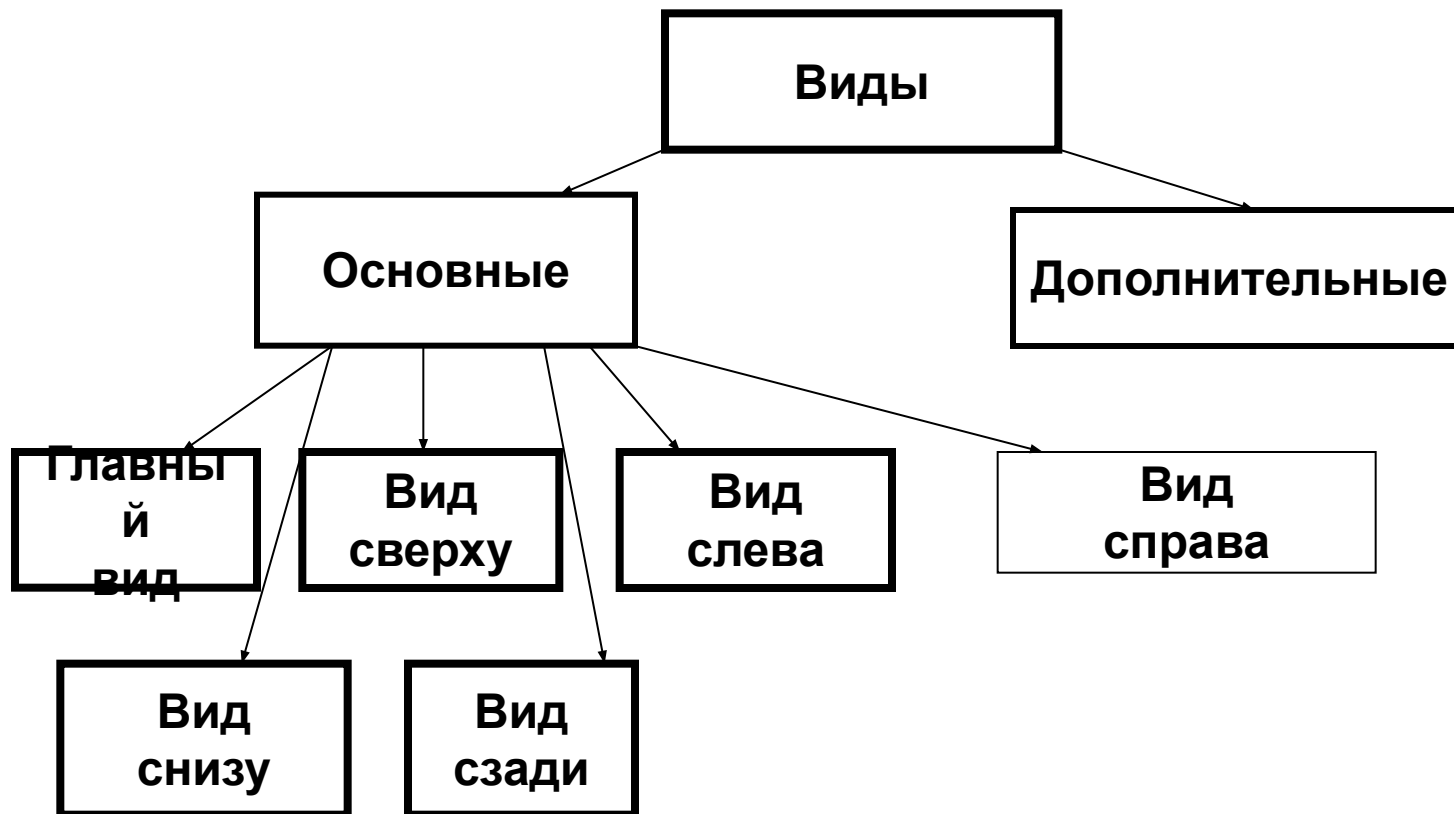 Виды
Основные
Дополнительные
Главны
й
вид
Вид
сверху
Вид
слева
Вид
справа
Вид
снизу
Вид
сзади